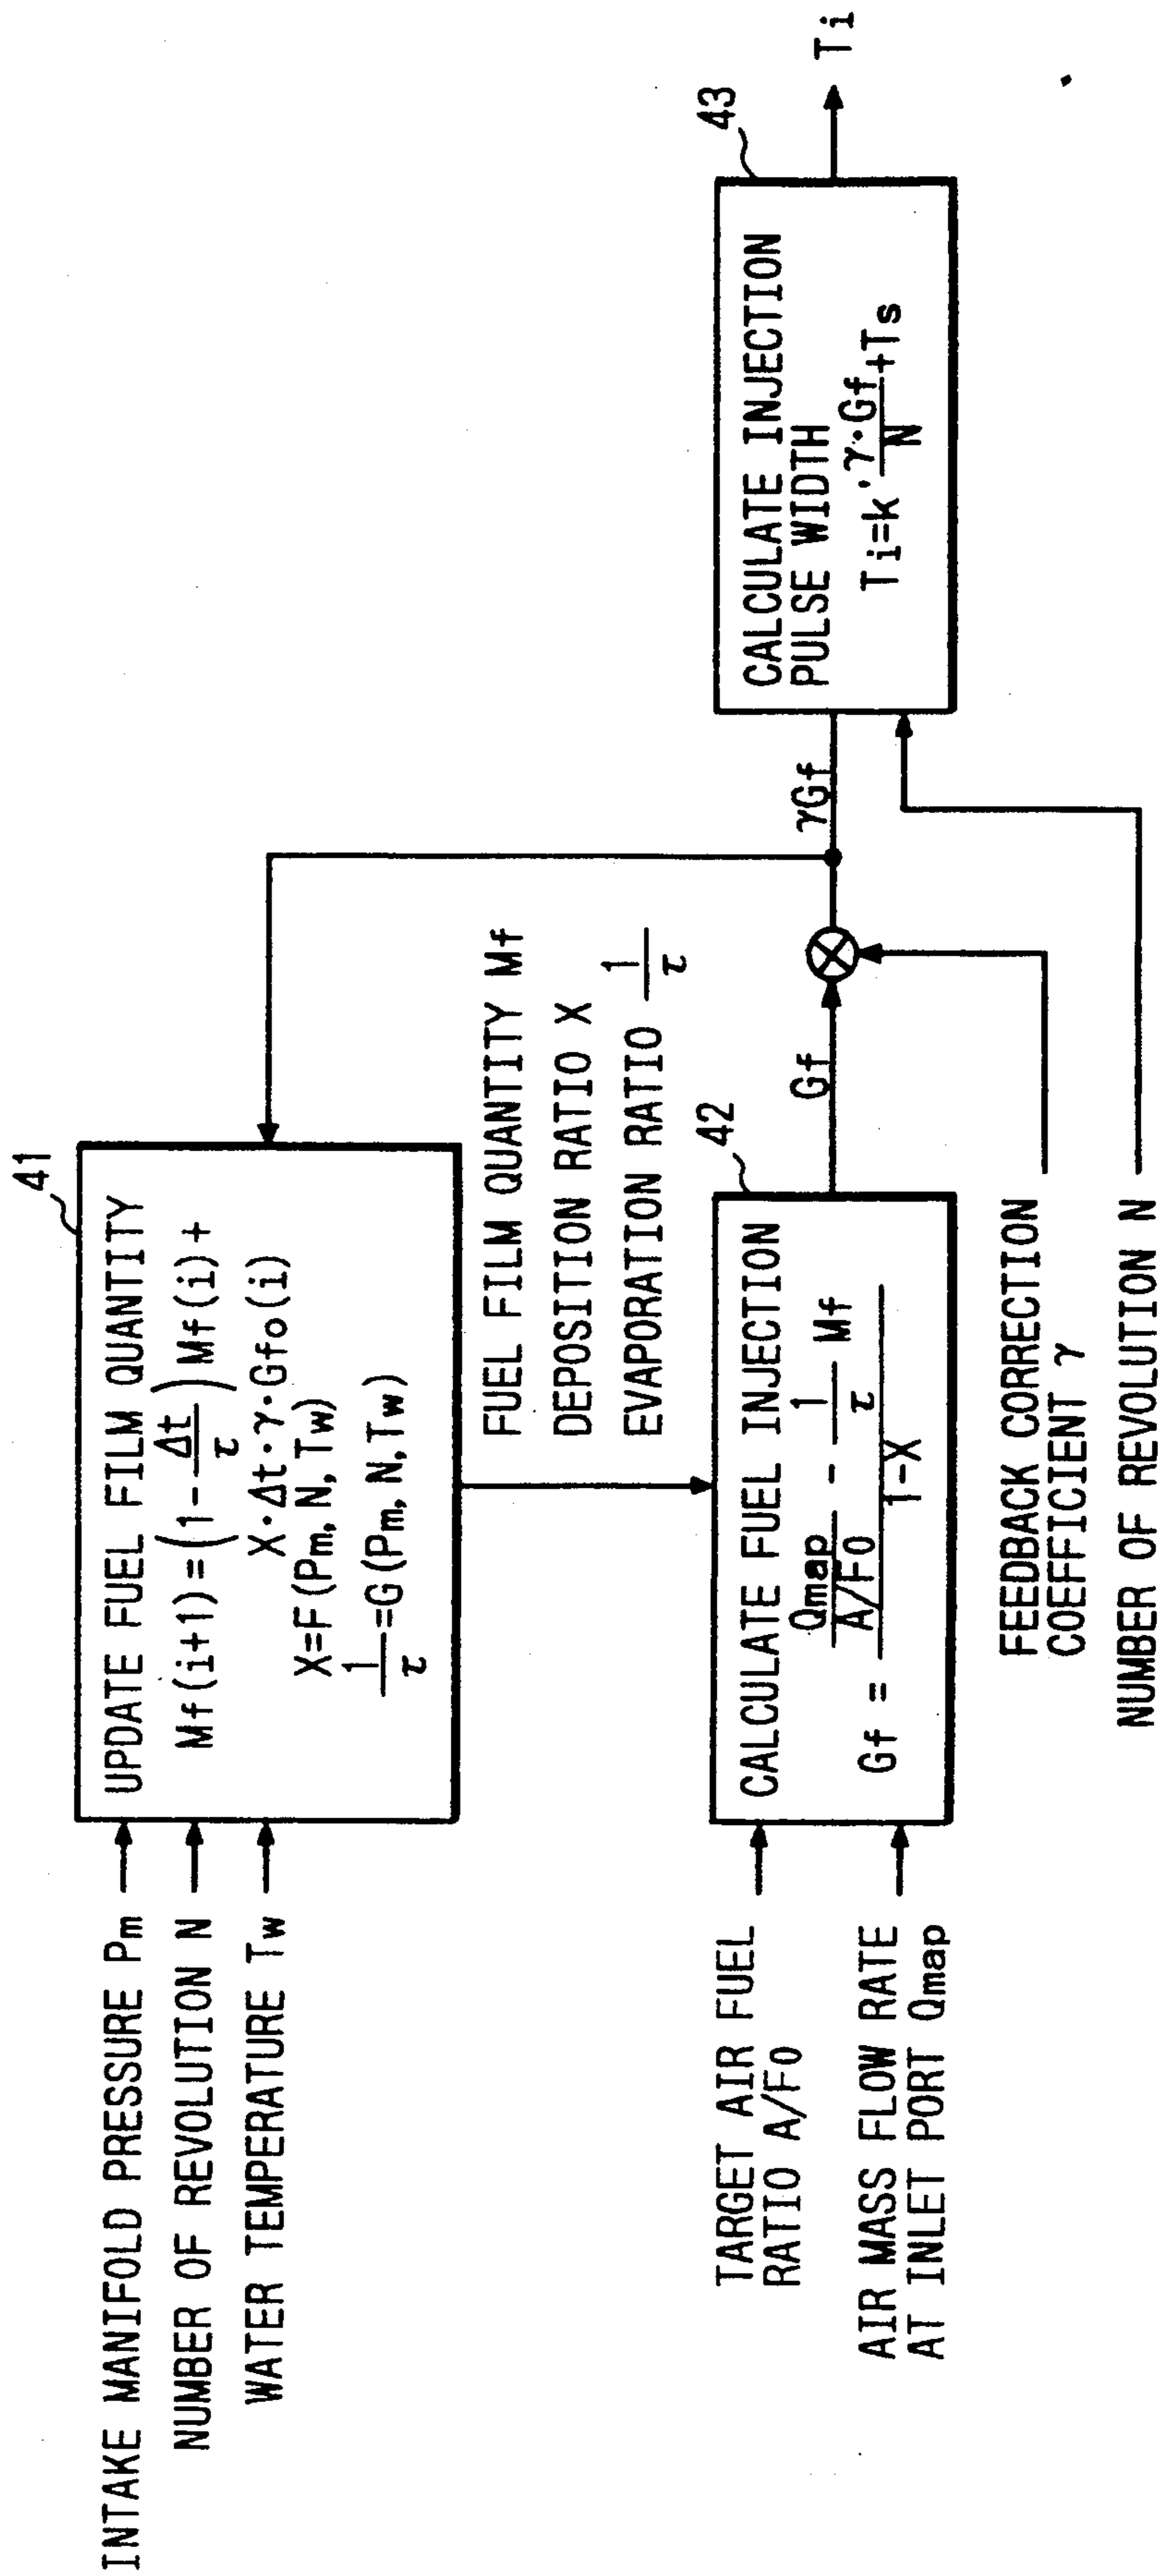 INTAKE MANIFOLD PRESSURE Pm
NUMBER OF REVOLUTION N
WATER TEMPERATURE Tw
41
UPDATE FUEL FILM QUANTITY
Mf(i+1)=(1-Δt/τ)Mf(i)+
X·Δt·γ·Gfo(i)
X=F(Pm,N,Tw)
1/τ=G(Pm,N,Tw)
FUEL FILM QUANTITY Mf
DEPOSITION RATIO X
EVAPORATION RATIO 1/τ
TARGET AIR FUEL
RATIO A/F0
AIR MASS FLOW RATE
AT INLET PORT Qmap
42
CALCULATE FUEL INJECTION
Gf = (Qmap/A/F0 - 1/τ Mf)/1-X
Gf
γGf
FEEDBACK CORRECTION
COEFFICIENT γ
NUMBER OF REVOLUTION N
43
CALCULATE INJECTION
PULSE WIDTH
Ti=k'γ·Gf/N+Ts
Ti